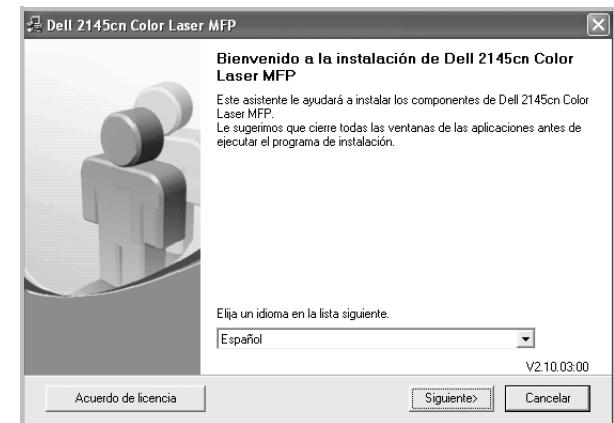 Dell 2145cn Color Laser MFP
Bienvenido a la instalación de Dell 2145cn Color
Laser MFP
Este asistente le ayudará a instalar los componentes de Dell 2145cn Color
Laser MFP.
Le sugerimos que cierre todas las ventanas de las aplicaciones antes de
ejecutar el programa de instalación.
Elija un idioma en la lista siguiente.
Español
V2.10.03:00
Acuerdo de licencia
Siguiente>
Cancelar